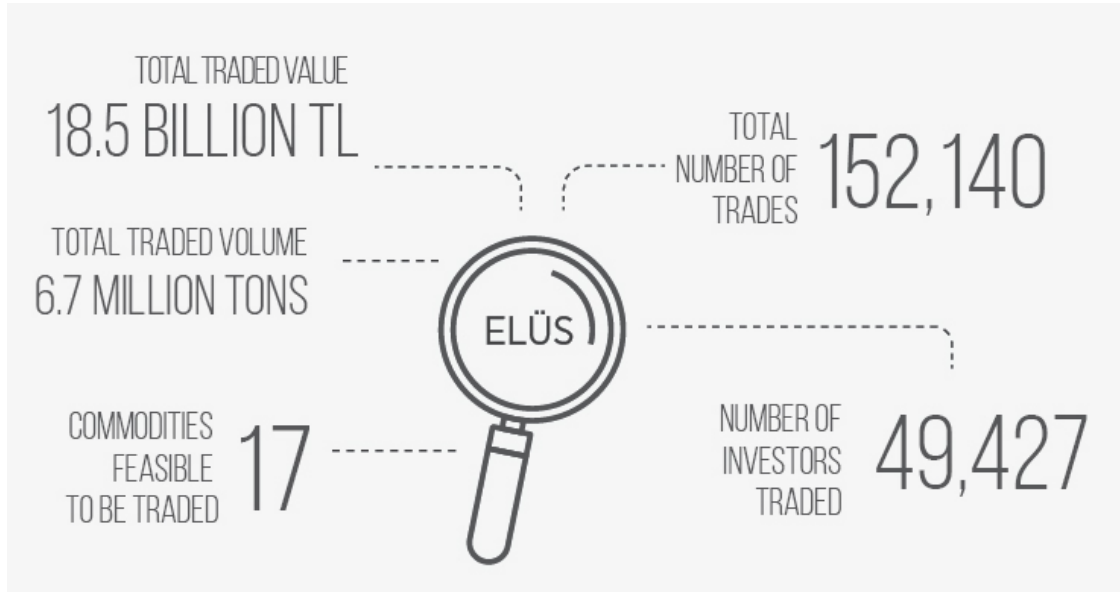 TOTAL TRADED VALUE
18.5 BILLION TL
TOTAL TRADED VOLUME
6.7 MILLION TONS
COMMODITIES
FEASIBLE
TO BE TRADED
17
ELÜS
TOTAL
NUMBER OF
TRADES
152,140
NUMBER OF
INVESTORS
TRADED
49,427